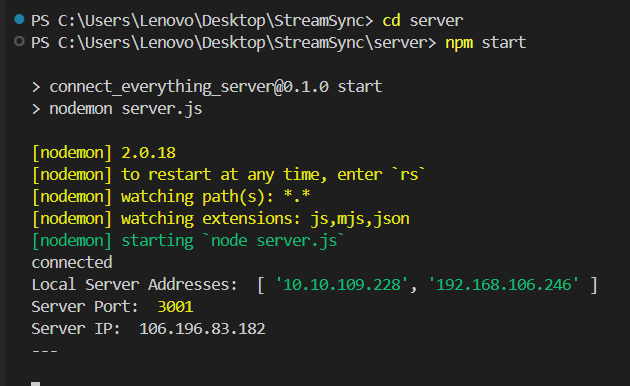 PS C:\Users\Lenovo\Desktop\StreamSync> cd server
PS C:\Users\Lenovo\Desktop\StreamSync\server> npm start
> connect_everything_server@0.1.0 start
> nodemon server.js
[nodemon] 2.0.18
[nodemon] to restart at any time, enter `rs`
[nodemon] watching path(s): *.*
[nodemon] watching extensions: js,mjs,json
[nodemon] starting `node server.js`
connected
Local Server Addresses:  [ '10.10.109.228', '192.168.106.246' ]
Server Port:  3001
Server IP:  106.196.83.182
---